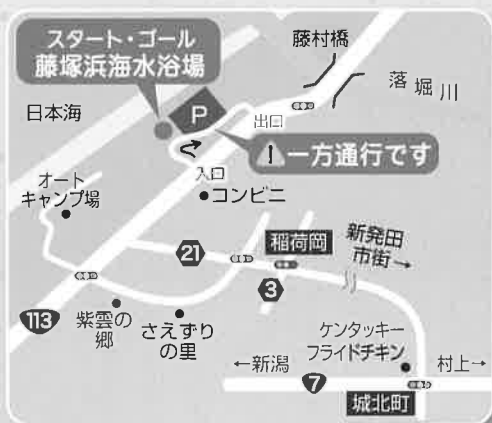 スタート・ゴール
藤塚浜海水浴場
藤村橋
落堀川
日本海
P
出口
一方通行です
入口
コンビニ
オート
キャンプ場
21
稲荷岡
新発田
市街→
3
113
紫雲の
郷
さえずり
の里
ケンタッキー
フライドチキン
←新潟
村上→
7
城北町